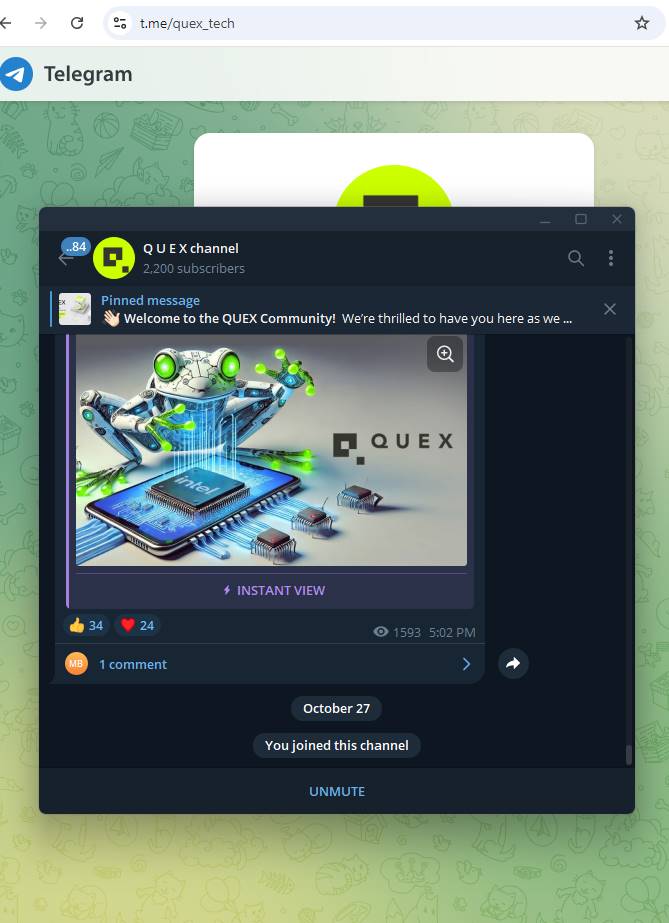 t.me/quex_tech
Telegram
..84
Q U E X channel
2,200 subscribers
Pinned message
👋🏻 Welcome to the QUEX Community! We're thrilled to have you here as we ...
QUEX
intel
INSTANT VIEW
👍 34 ❤️ 24
1593 5:02 PM
MB 1 comment
October 27
You joined this channel
UNMUTE